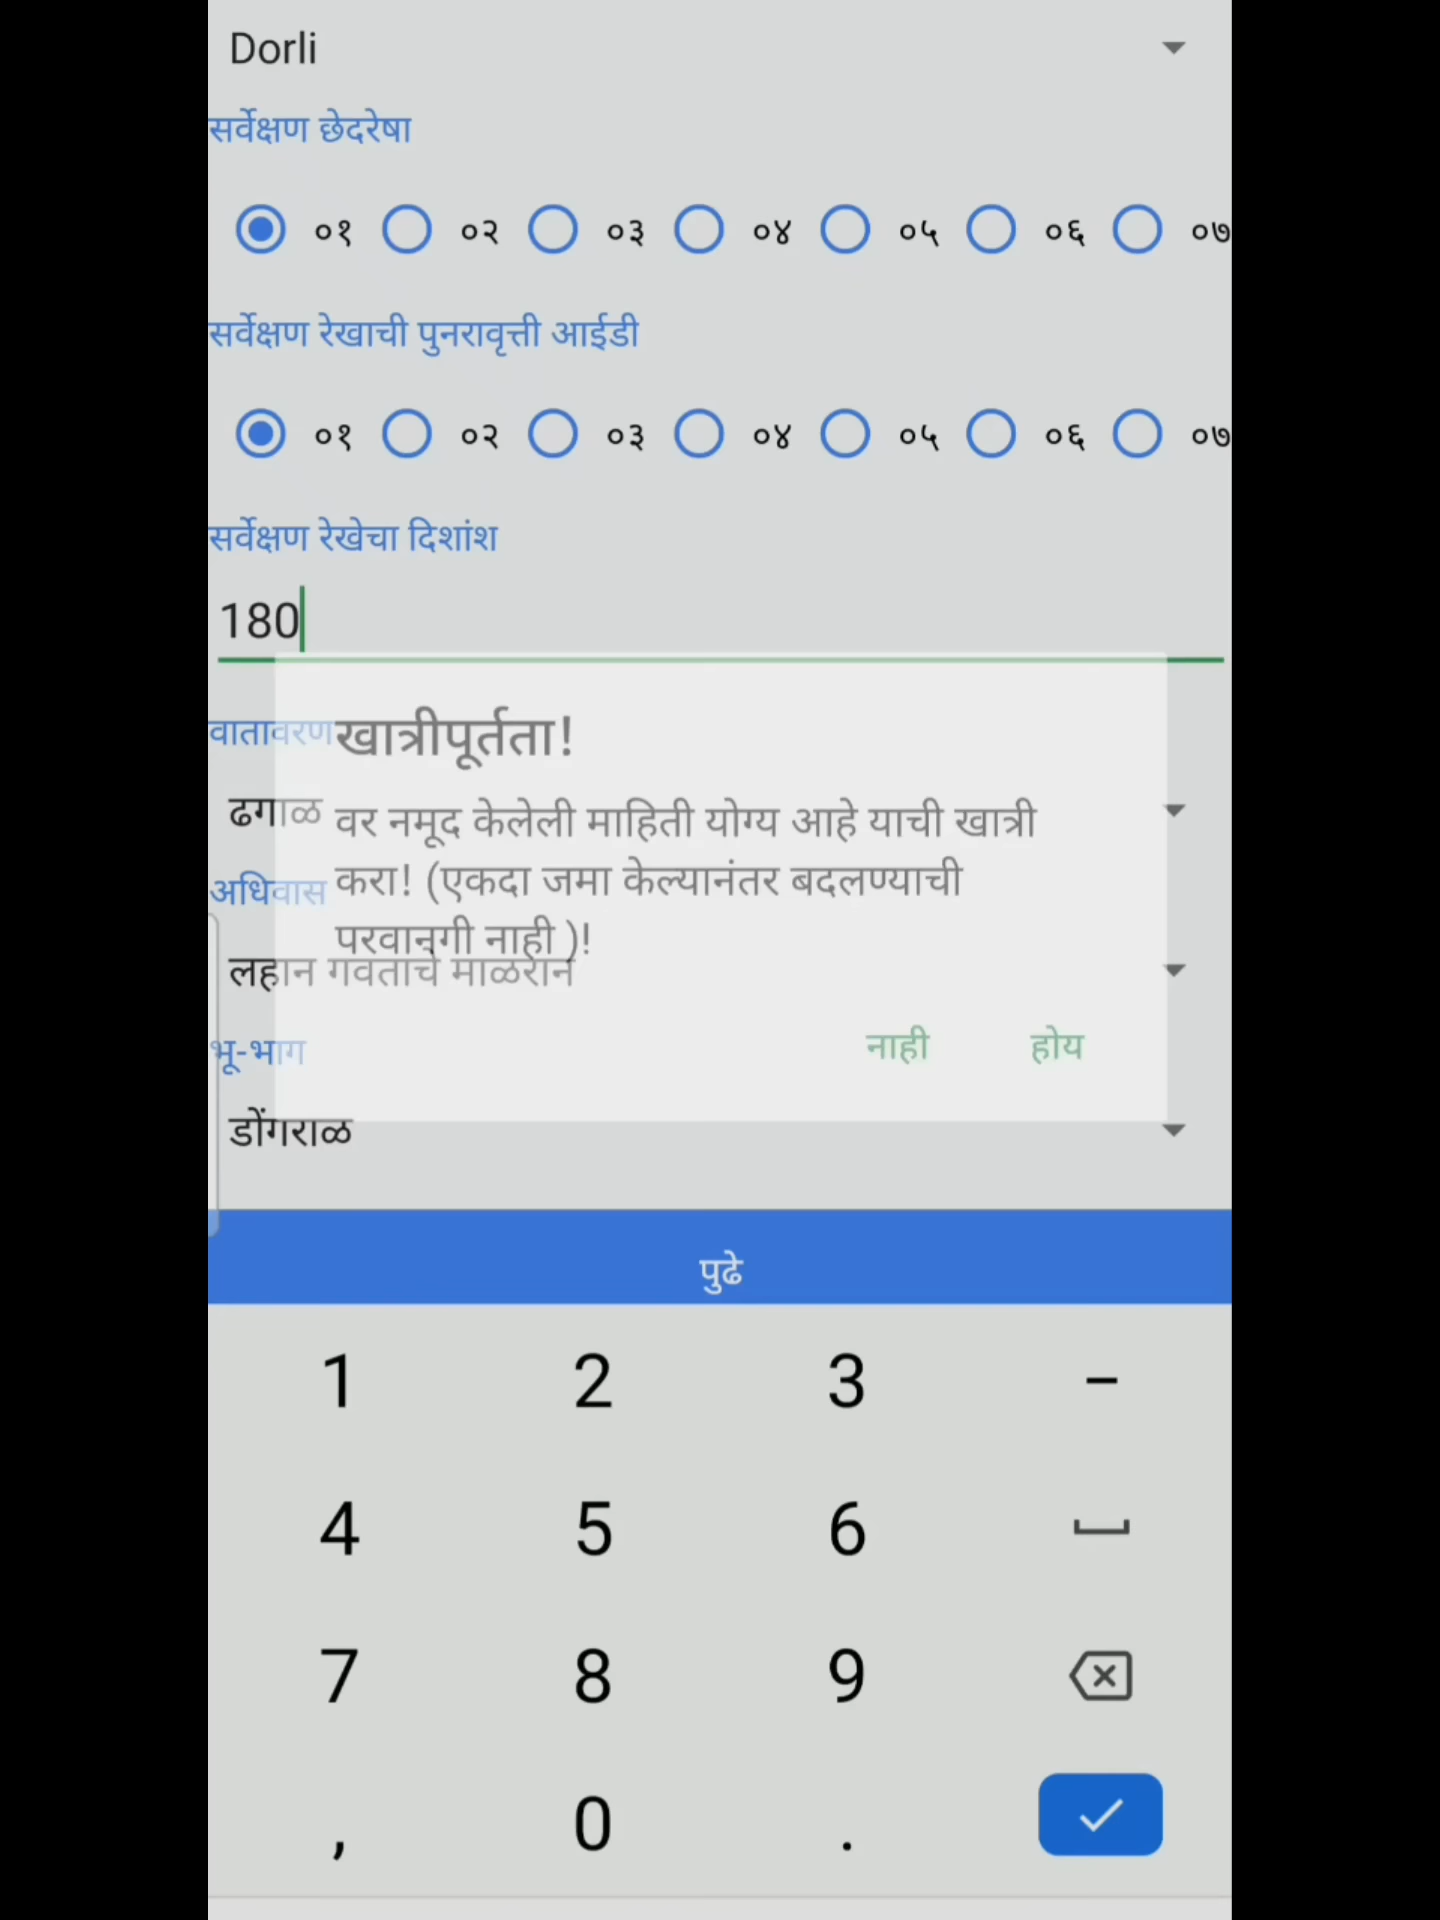 Dorli
सर्वेक्षण छेदरेषा
०१ ०२ ०३ ०४ ०५ ०६ ०७
सर्वेक्षण रेखाची पुनरावृत्ती आईडी
०१ ०२ ०३ ०४ ०५ ०६ ०७
सर्वेक्षण रेखेचा दिशांश
180
वातावरण
खात्रीपूर्तता!
ढगाळ
वर नमूद केलेली माहिती योग्य आहे याची खात्री
करा! (एकदा जमा केल्यानंतर बदलण्याची
परवानगी नाही )!
अधिवास
लहान गवताचे माळरान
नाही होय
भू-भाग
डोंगराळ
पुढे
1 2 3 -
4 5 6
7 8 9
, 0 .